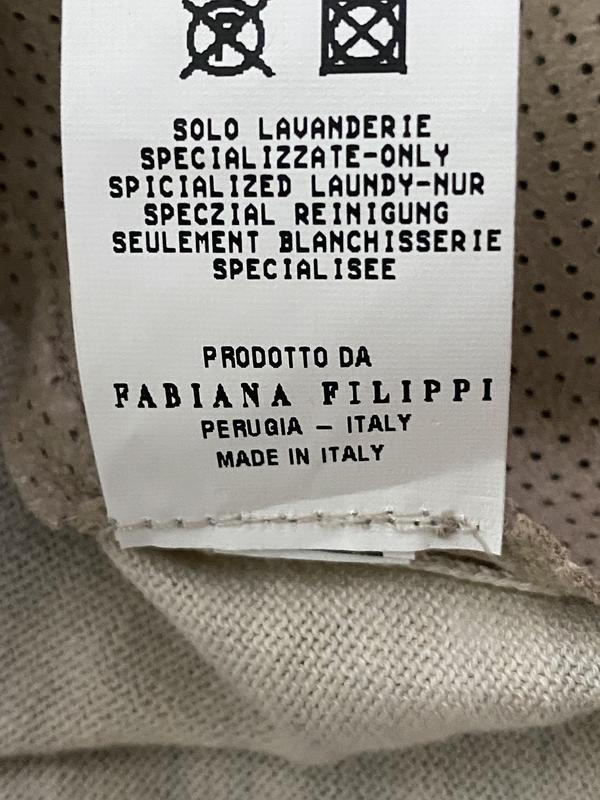 SOLO LAVANDERIE
SPECIALIZZATE-ONLY
SPICIALIZED LAUNDY-NUR
SPECZIAL REINIGUNG
SEULEMENT BLANCHISSERIE
SPECIALISEE
PRODOTTO DA
FABIANA FILIPPI
PERUGIA – ITALY
MADE IN ITALY